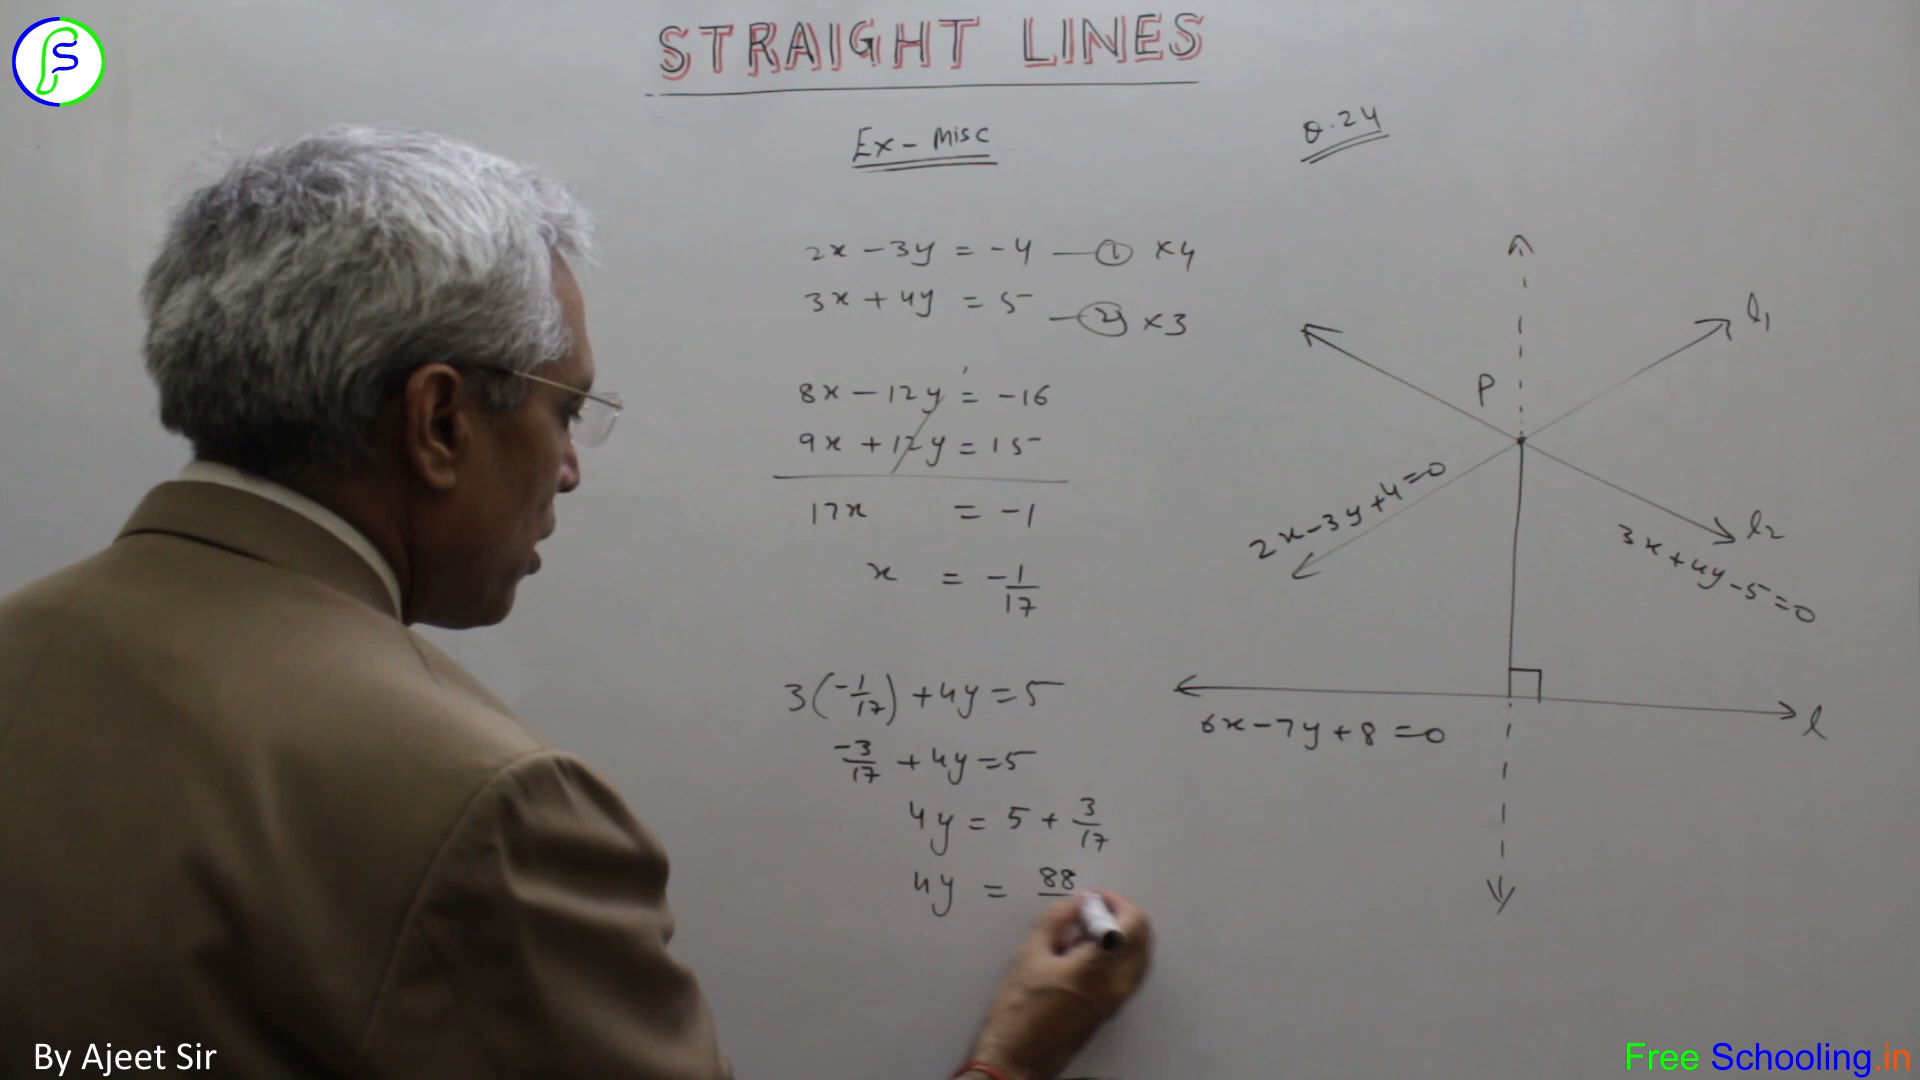 STRAIGHT LINES
Ex - Misc
Q.24
2x - 3y = -4 — ① ×4
3x + 4y = 5 — ② ×3
8x - 12y = -16
9x + 12y = 15
17x = -1
x = -1/17
3(-1/17) + 4y = 5
-3/17 + 4y = 5
4y = 5 + 3/17
4y = 88
P
l1
l2
2x-3y+4=0
3x+4y-5=0
6x-7y+8=0
l
fs
By Ajeet Sir
Free Schooling.in